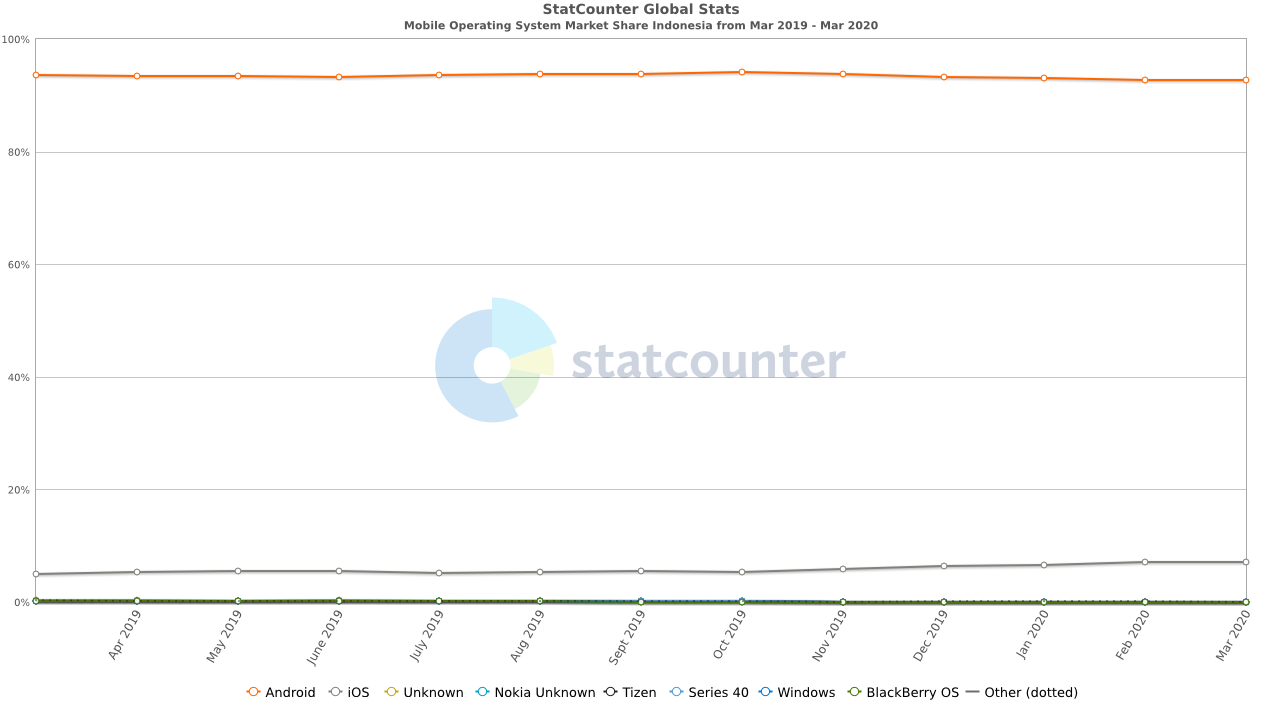 StatCounter Global Stats
Mobile Operating System Market Share Indonesia from Mar 2019 - Mar 2020
100%
80%
60%
40%
20%
0%
statcounter
Apr 2019
May 2019
June 2019
July 2019
Aug 2019
Sept 2019
Oct 2019
Nov 2019
Dec 2019
Jan 2020
Feb 2020
Mar 2020
Android iOS Unknown Nokia Unknown Tizen Series 40 Windows BlackBerry OS Other (dotted)